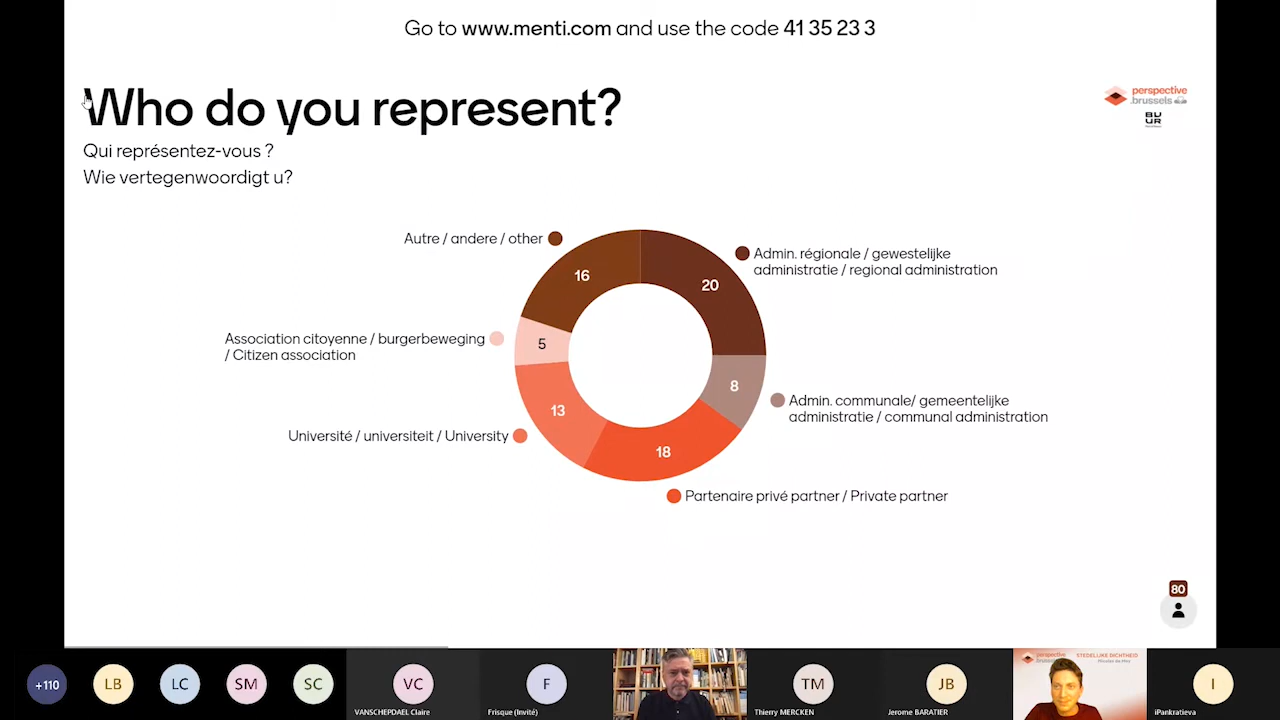 Go to www.menti.com and use the code 41 35 23 3
Who do you represent?
Qui représentez-vous ?
Wie vertegenwoordigt u?
perspective
.brussels
BU
UR
Autre / andere / other
16
20
Admin. régionale / gewestelijke
administratie / regional administration
Association citoyenne / burgerbeweging
/ Citizen association
5
8
Admin. communale/ gemeentelijke
administratie / communal administration
13
Université / universiteit / University
18
Partenaire privé partner / Private partner
80
+110
LB
LC
SM
SC
VC
VANSCHEPDAEL Claire
F
Frisque (Invité)
TM
Thierry MERCKEN
JB
Jerome BARATIER
perspective
.brussels
STEDELIJKE DICHTHEID
I
iPankratieva